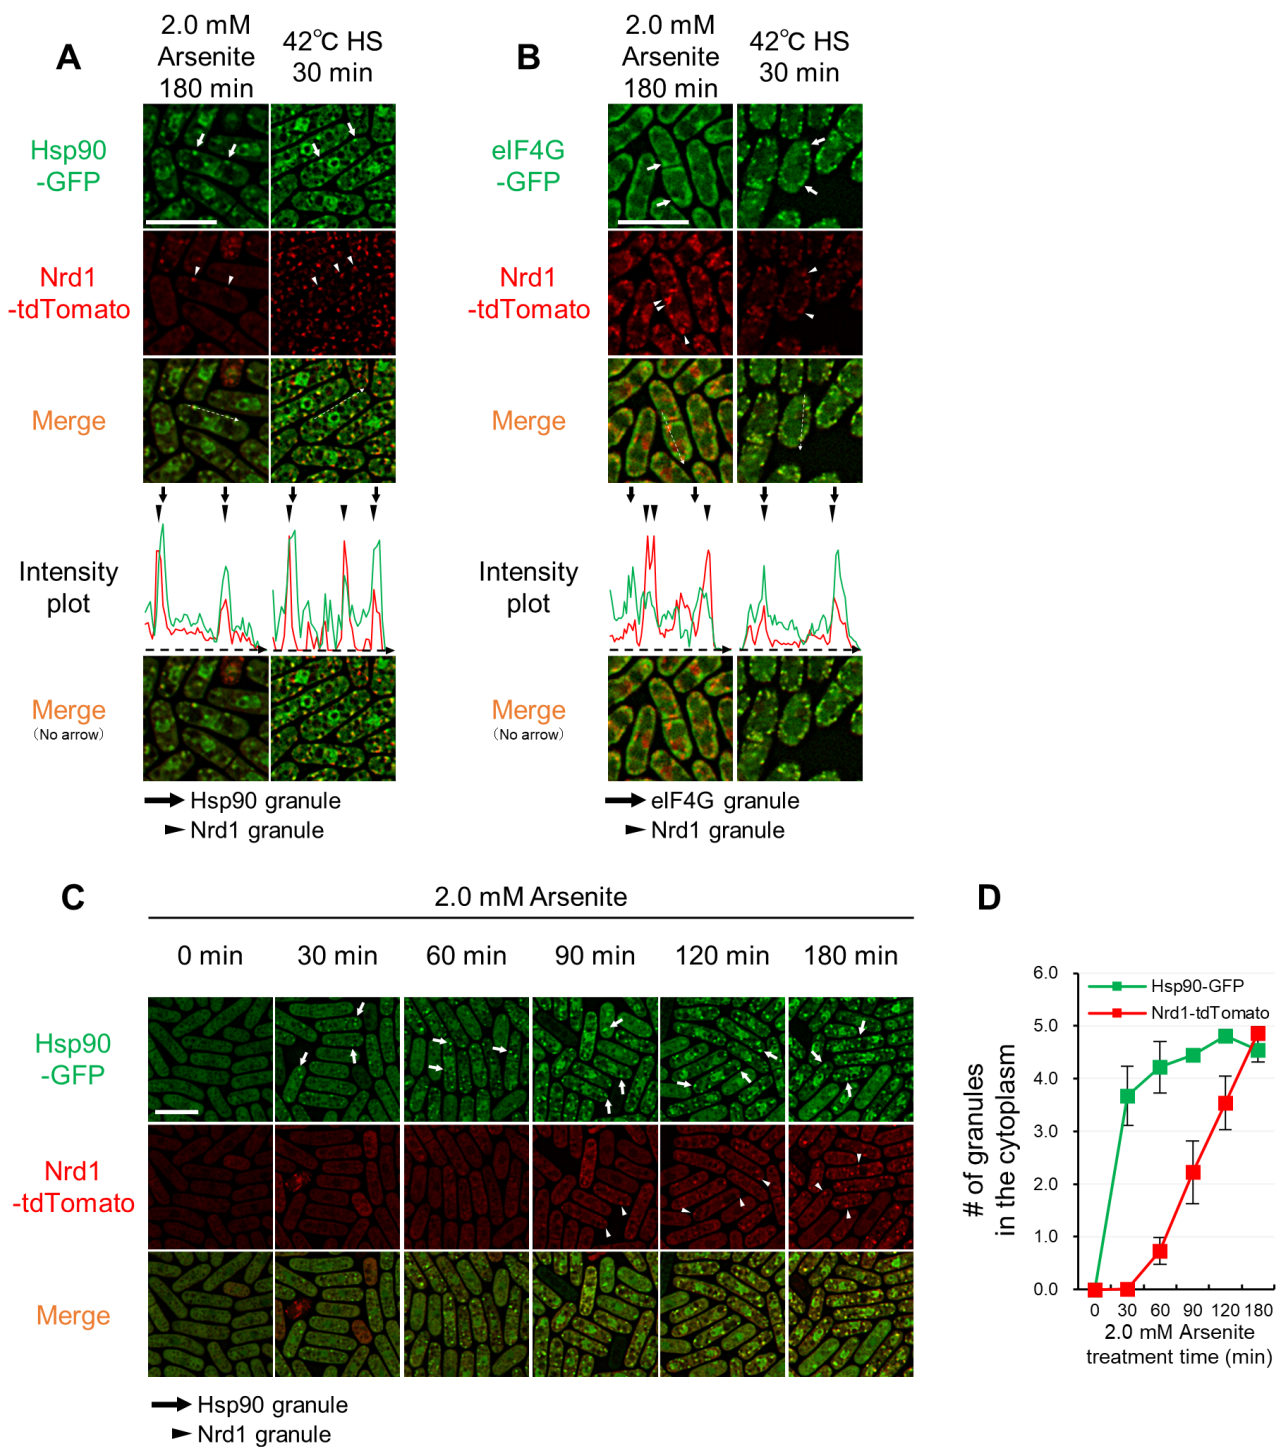 A
2.0 mM
Arsenite
180 min
42℃ HS
30 min
Hsp90
-GFP
Nrd1
-tdTomato
Merge
Intensity
plot
Merge
(No arrow)
Hsp90 granule
Nrd1 granule
B
2.0 mM
Arsenite
180 min
42℃ HS
30 min
eIF4G
-GFP
Nrd1
-tdTomato
Merge
Intensity
plot
Merge
(No arrow)
eIF4G granule
Nrd1 granule
C
2.0 mM Arsenite
0 min 30 min 60 min 90 min 120 min 180 min
Hsp90
-GFP
Nrd1
-tdTomato
Merge
Hsp90 granule
Nrd1 granule
D
# of granules
in the cytoplasm
6.0
5.0
4.0
3.0
2.0
1.0
0.0
Hsp90-GFP
Nrd1-tdTomato
0 30 60 90 120 180
2.0 mM Arsenite
treatment time (min)